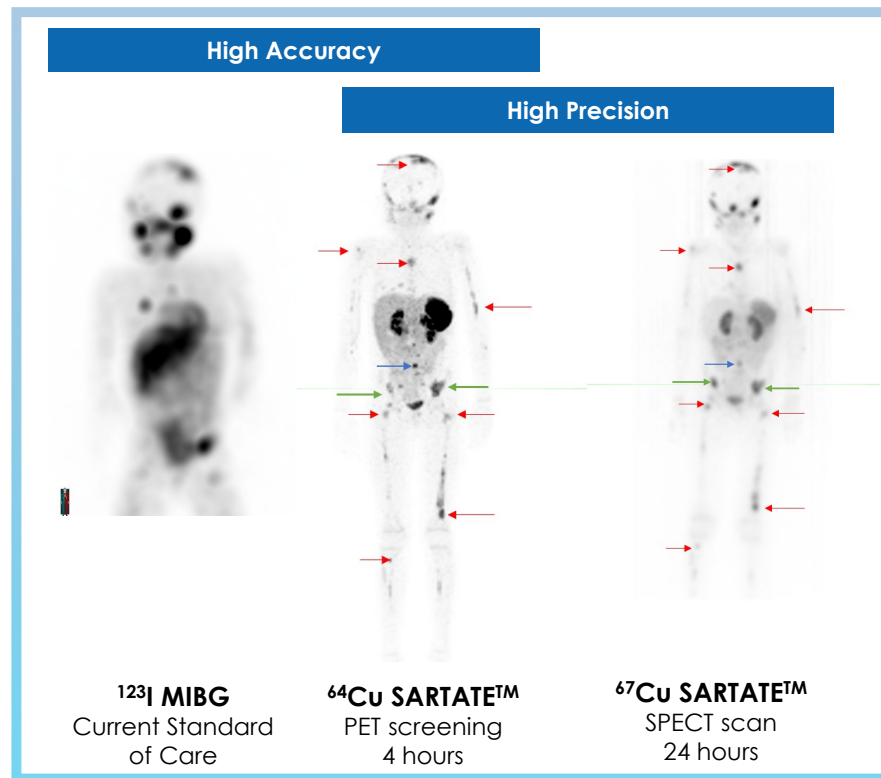 High Accuracy
High Precision
¹²³I MIBG
Current Standard
of Care
⁶⁴Cu SARTATE™
PET screening
4 hours
⁶⁷Cu SARTATE™
SPECT scan
24 hours